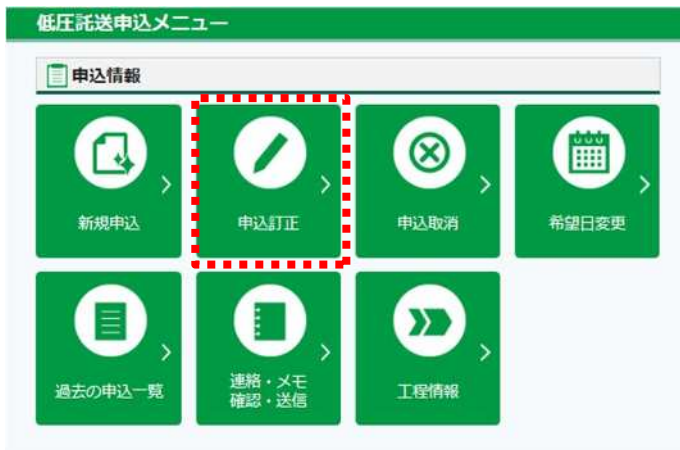 低圧託送申込メニュー
申込情報
新規申込
申込訂正
申込取消
希望日変更
過去の申込一覧
連絡・メモ
確認・送信
工程情報